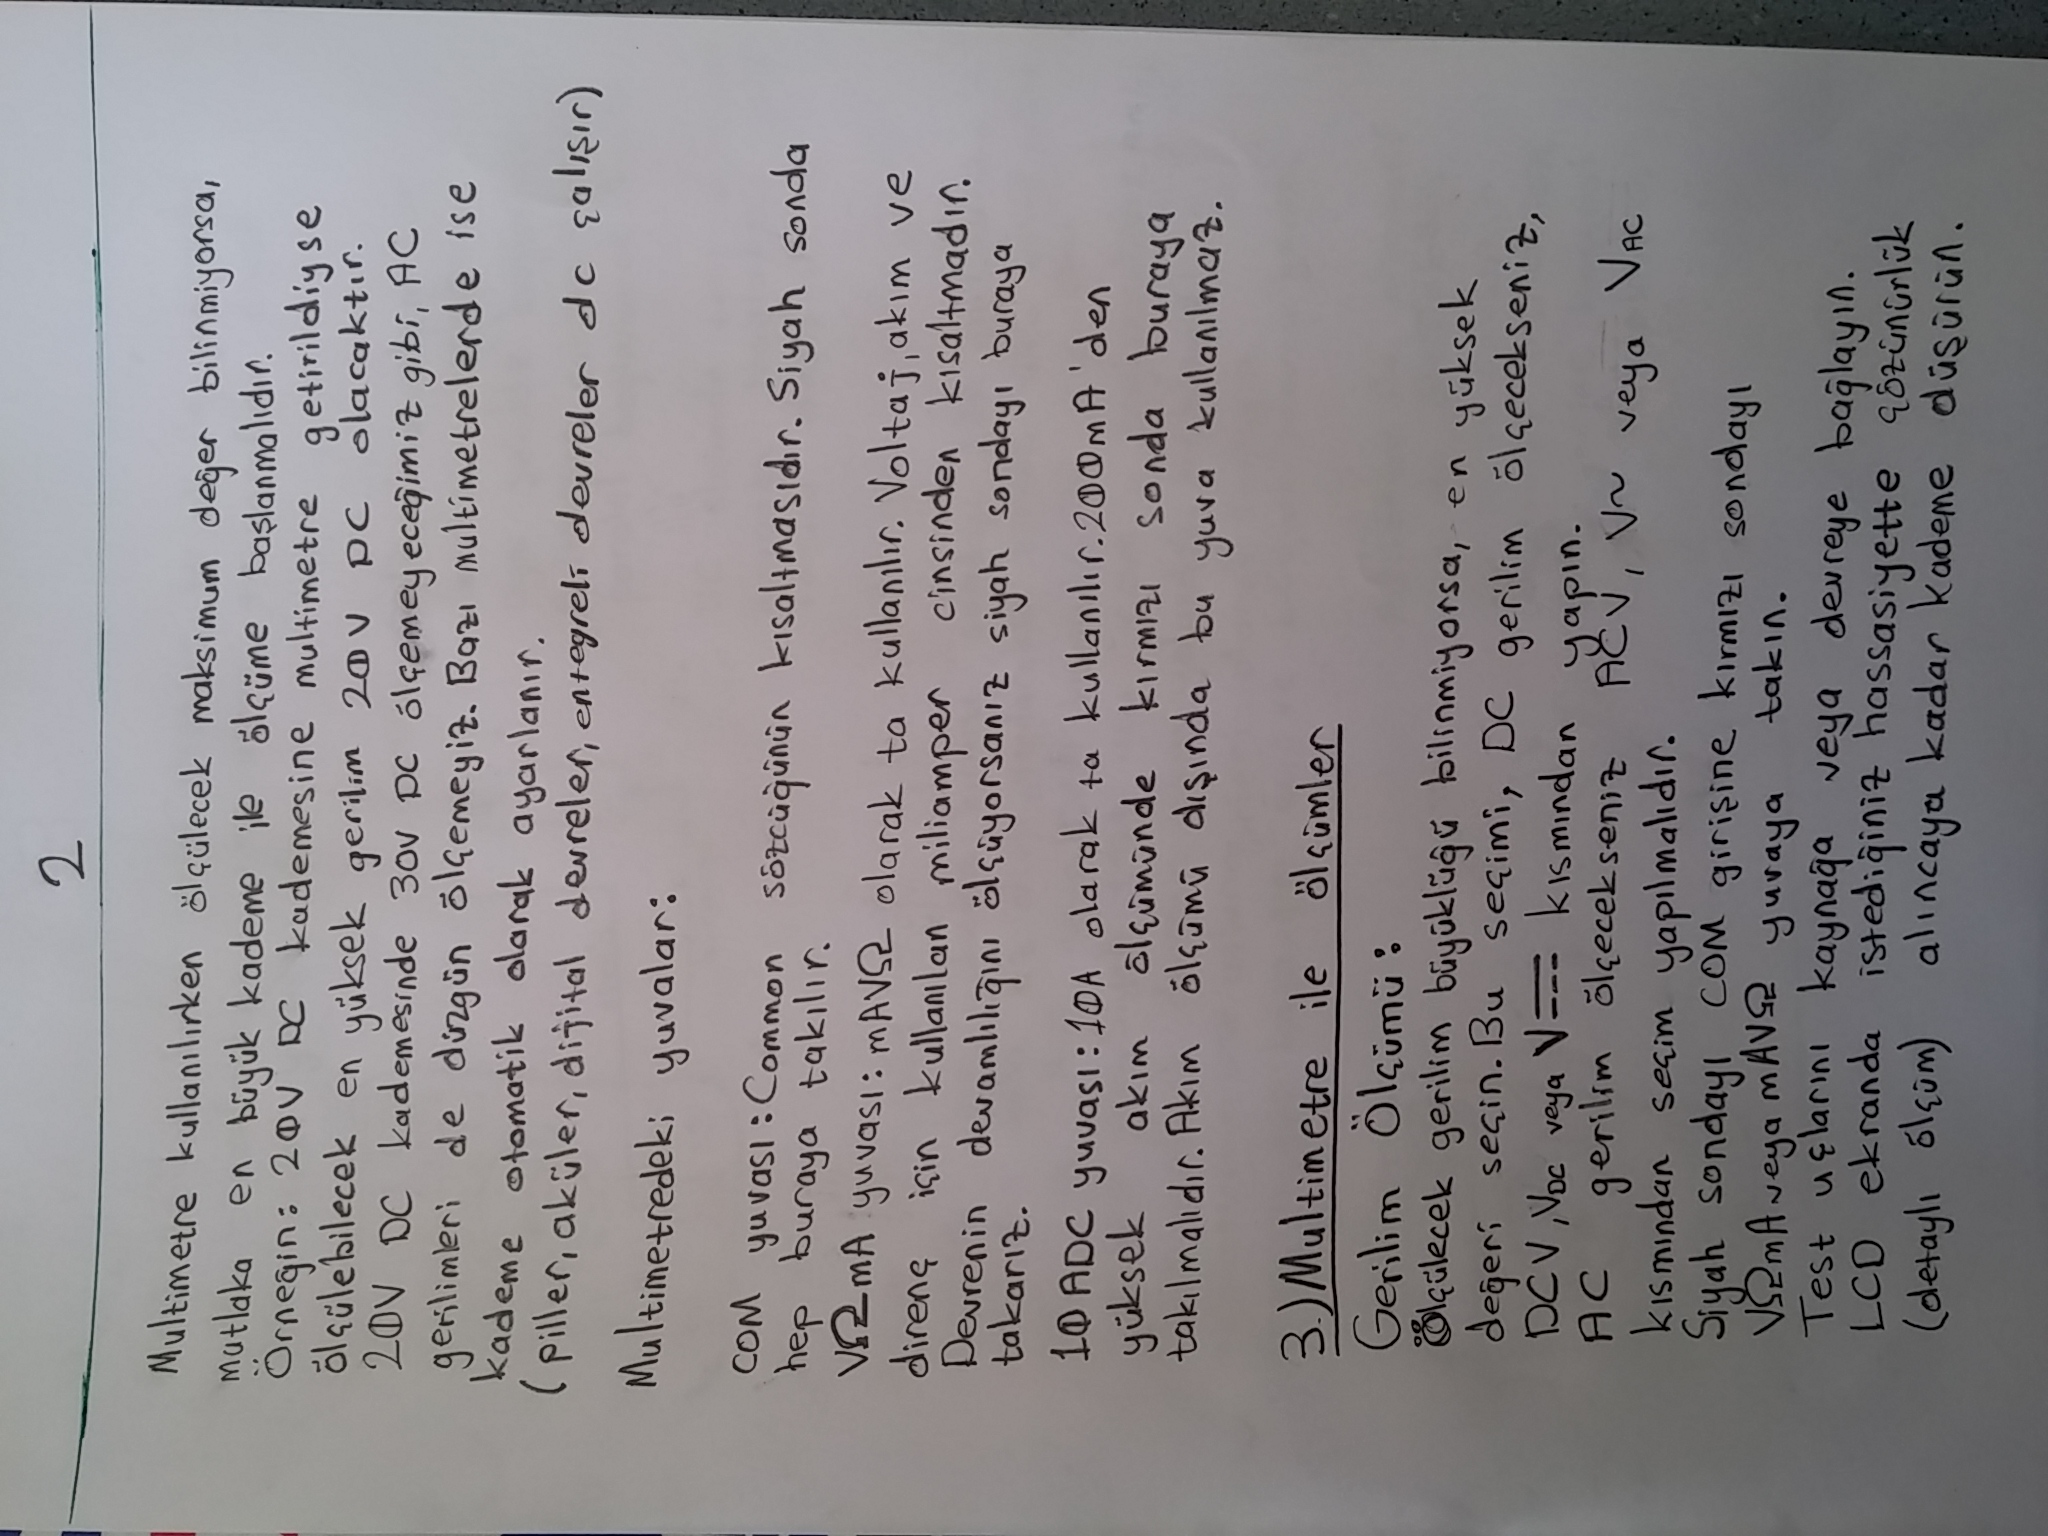 2
Multimetre kullanılırken ölçülecek maksimum değer bilinmiyorsa,
mutlaka en büyük kademe ile ölçüme başlanmalıdır.
Örneğin: 20V DC kademesine multimetre getirildiyse
ölçülebilecek en yüksek gerilim 20V DC olacaktır.
20V DC kademesinde 30V DC ölçemeyeceğimiz gibi, AC
gerilimleri de düzgün ölçemeyiz. Bazı multimetrelerde ise
kademe otomatik olarak ayarlanır.
(piller, aküler, dijital devreler, entegreli devreler dc çalışır)
Multimetredeki yuvalar:
COM yuvası: Common sözcüğünün kısaltmasıdır. Siyah sonda
hep buraya takılır.
VΩmA yuvası: mAVΩ olarak ta kullanılır. Voltaj, akım ve
direnç için kullanılan miliamper cinsinden kısaltmadır.
Devrenin devamlılığını ölçüyorsanız siyah sondayı buraya
takarız.
10ADC yuvası: 10A olarak ta kullanılır. 200mA'den
yüksek akım ölçümünde kırmızı sonda buraya
takılmalıdır. Akım ölçümü dışında bu yuva kullanılmaz.
3.) Multimetre ile ölçümler
Gerilim Ölçümü:
Ölçülecek gerilim büyüklüğü bilinmiyorsa, en yüksek
değeri seçin. Bu seçimi, DC gerilim ölçecekseniz,
DCV, VDC veya V⎓ kısmından yapın.
AC gerilim ölçecekseniz ACV, V~ veya VAC
kısmından seçim yapılmalıdır.
Siyah sondayı COM girişine kırmızı sondayı
VΩmA veya mAVΩ yuvaya takın.
Test uçlarını kaynağa veya devreye bağlayın.
LCD ekranda istediğiniz hassasiyette çözünürlük
(detaylı ölçüm) alıncaya kadar kademe düşürün.